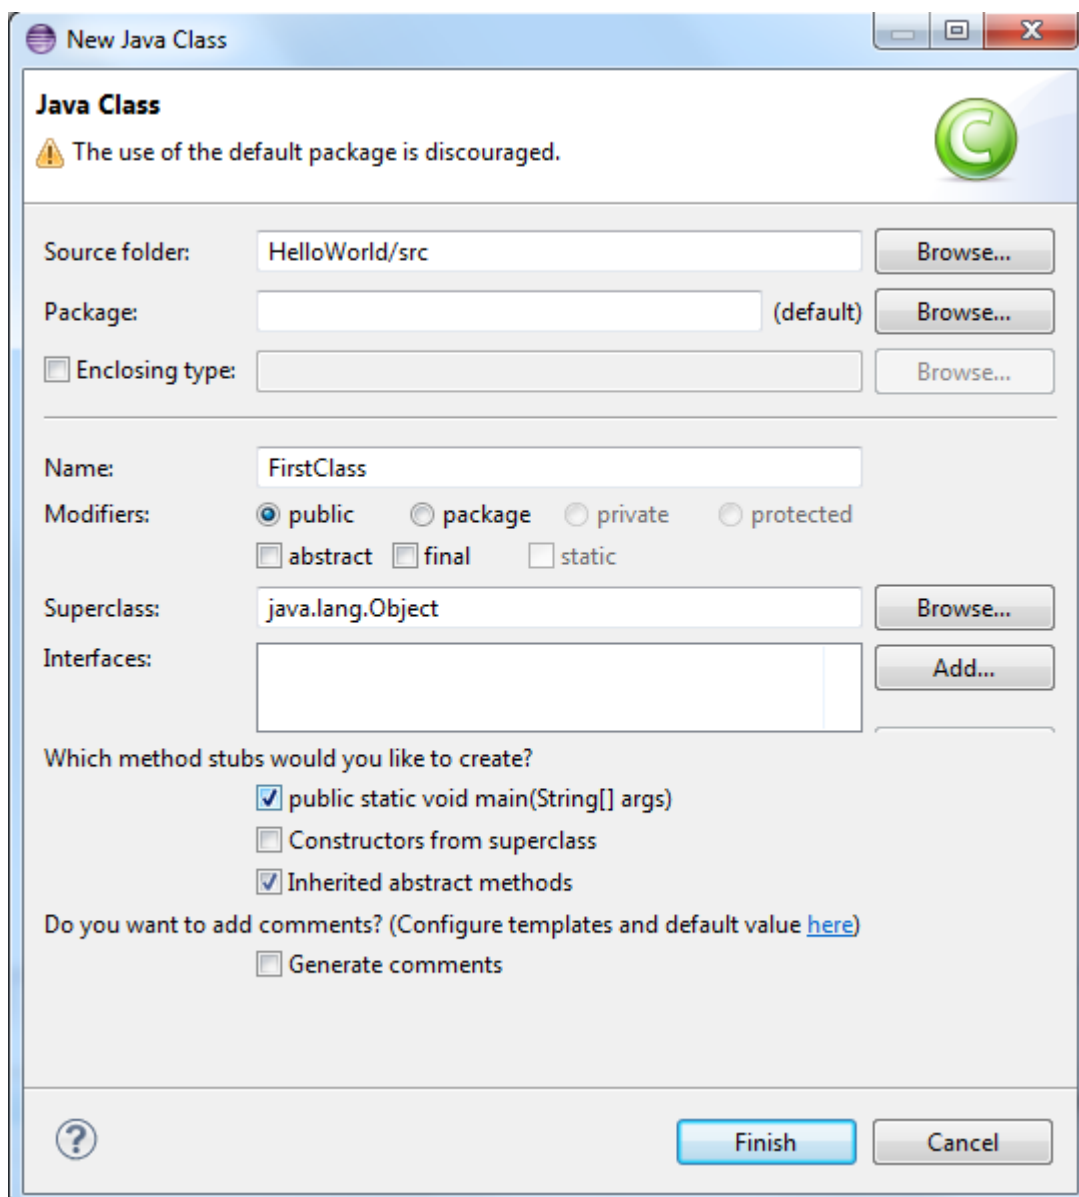 New Java Class
Java Class
The use of the default package is discouraged.
Source folder: HelloWorld/src Browse...
Package: (default) Browse...
Enclosing type: Browse...
Name: FirstClass
Modifiers: public package private protected
abstract final static
Superclass: java.lang.Object Browse...
Interfaces: Add...
Which method stubs would you like to create?
public static void main(String[] args)
Constructors from superclass
Inherited abstract methods
Do you want to add comments? (Configure templates and default value here)
Generate comments
Finish Cancel